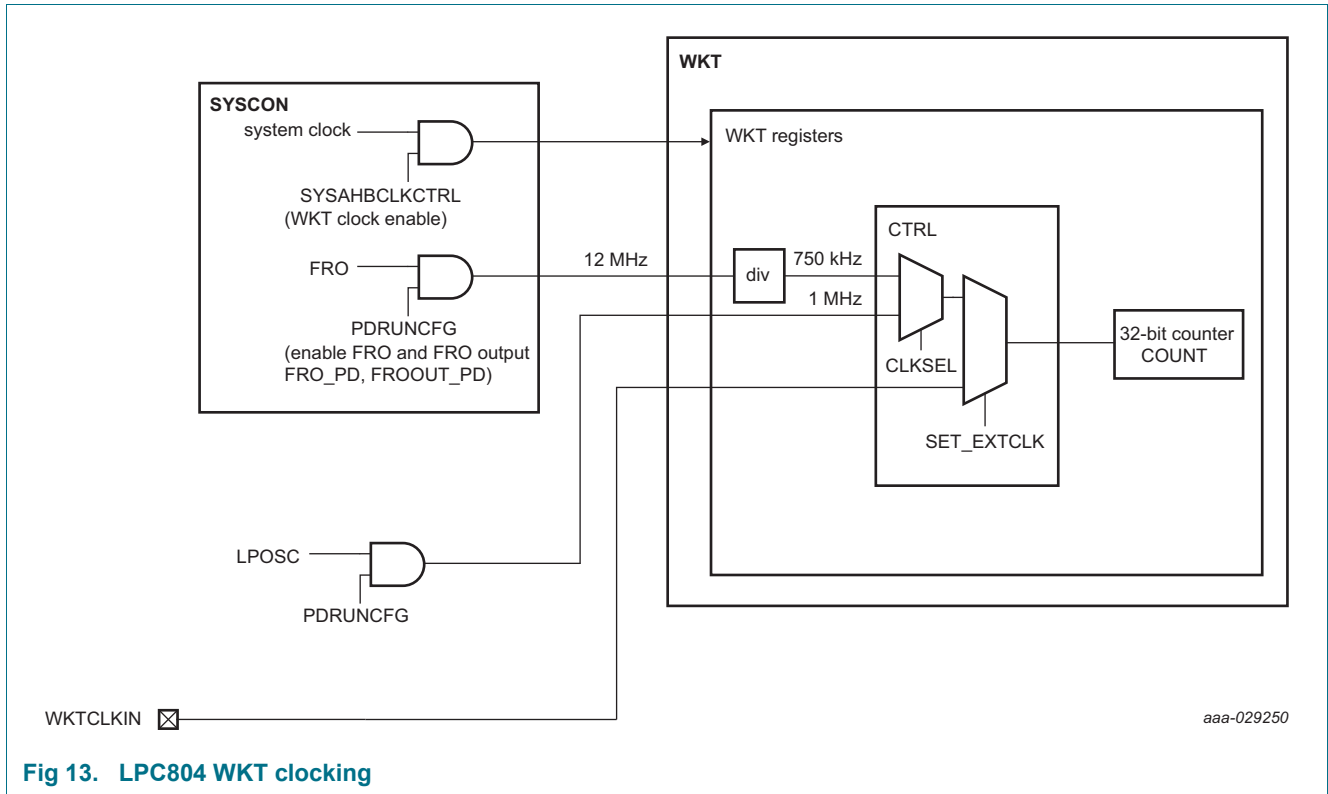 WKT
SYSCON
system clock
SYSAHBCLKCTRL
(WKT clock enable)
WKT registers
CTRL
FRO
12 MHz
div
750 kHz
1 MHz
PDRUNCFG
(enable FRO and FRO output
FRO_PD, FROOUT_PD)
CLKSEL
32-bit counter
COUNT
SET_EXTCLK
LPOSC
PDRUNCFG
WKTCLKIN
aaa-029250
Fig 13. LPC804 WKT clocking